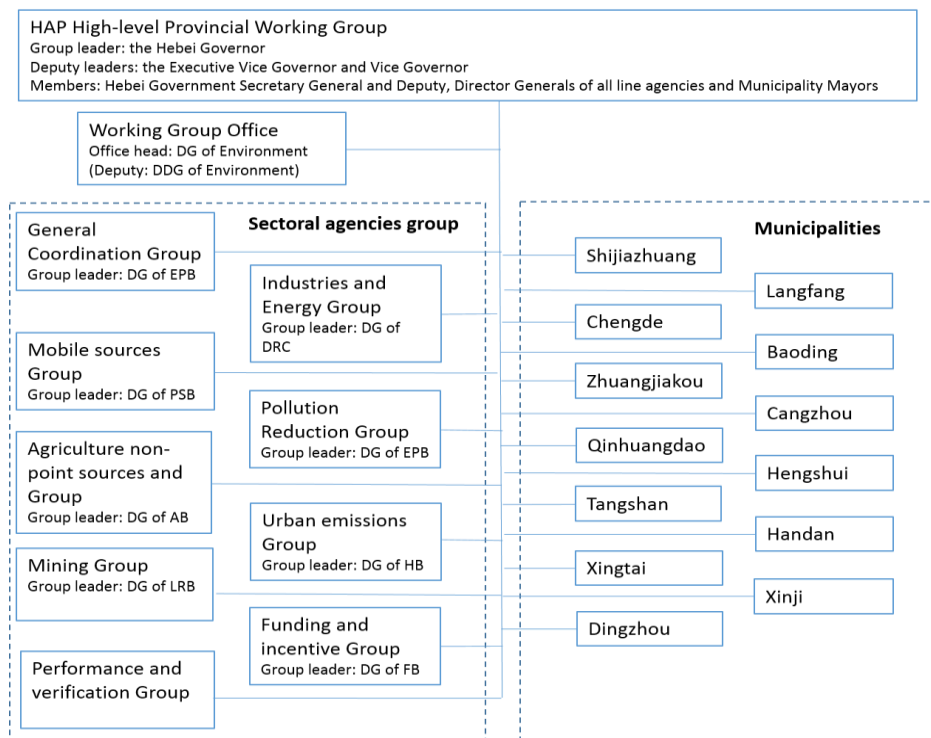 HAP High-level Provincial Working Group
Group leader: the Hebei Governor
Deputy leaders: the Executive Vice Governor and Vice Governor
Members: Hebei Government Secretary General and Deputy, Director Generals of all line agencies and Municipality Mayors
Working Group Office
Office head: DG of Environment
(Deputy: DDG of Environment)
Sectoral agencies group
General
Coordination Group
Group leader: DG of EPB
Industries and
Energy Group
Group leader: DG of
DRC
Mobile sources
Group
Group leader: DG of PSB
Pollution
Reduction Group
Group leader: DG of EPB
Agriculture non-
point sources and
Group
Group leader: DG of AB
Urban emissions
Group
Group leader: DG of HB
Mining Group
Group leader: DG of LRB
Funding and
incentive Group
Group leader: DG of FB
Performance and
verification Group
Municipalities
Shijiazhuang
Langfang
Chengde
Baoding
Zhuangjiakou
Cangzhou
Qinhuangdao
Hengshui
Tangshan
Handan
Xingtai
Xinji
Dingzhou